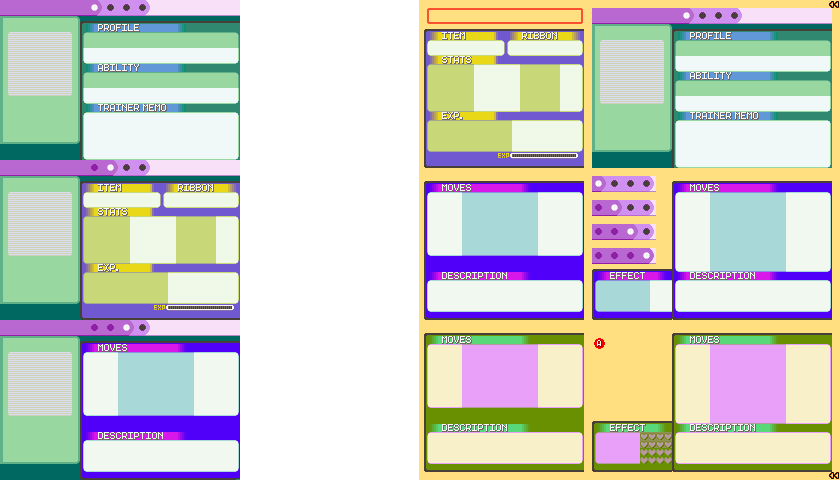 PROFILE
ABILITY
TRAINER MEMO
ITEM RIBBON
STATS
EXP.
EXP
MOVES
DESCRIPTION
ITEM RIBBON
STATS
EXP.
EXP
PROFILE
ABILITY
TRAINER MEMO
MOVES
DESCRIPTION
EFFECT
MOVES
DESCRIPTION
MOVES
DESCRIPTION
A
EFFECT
MOVES
DESCRIPTION